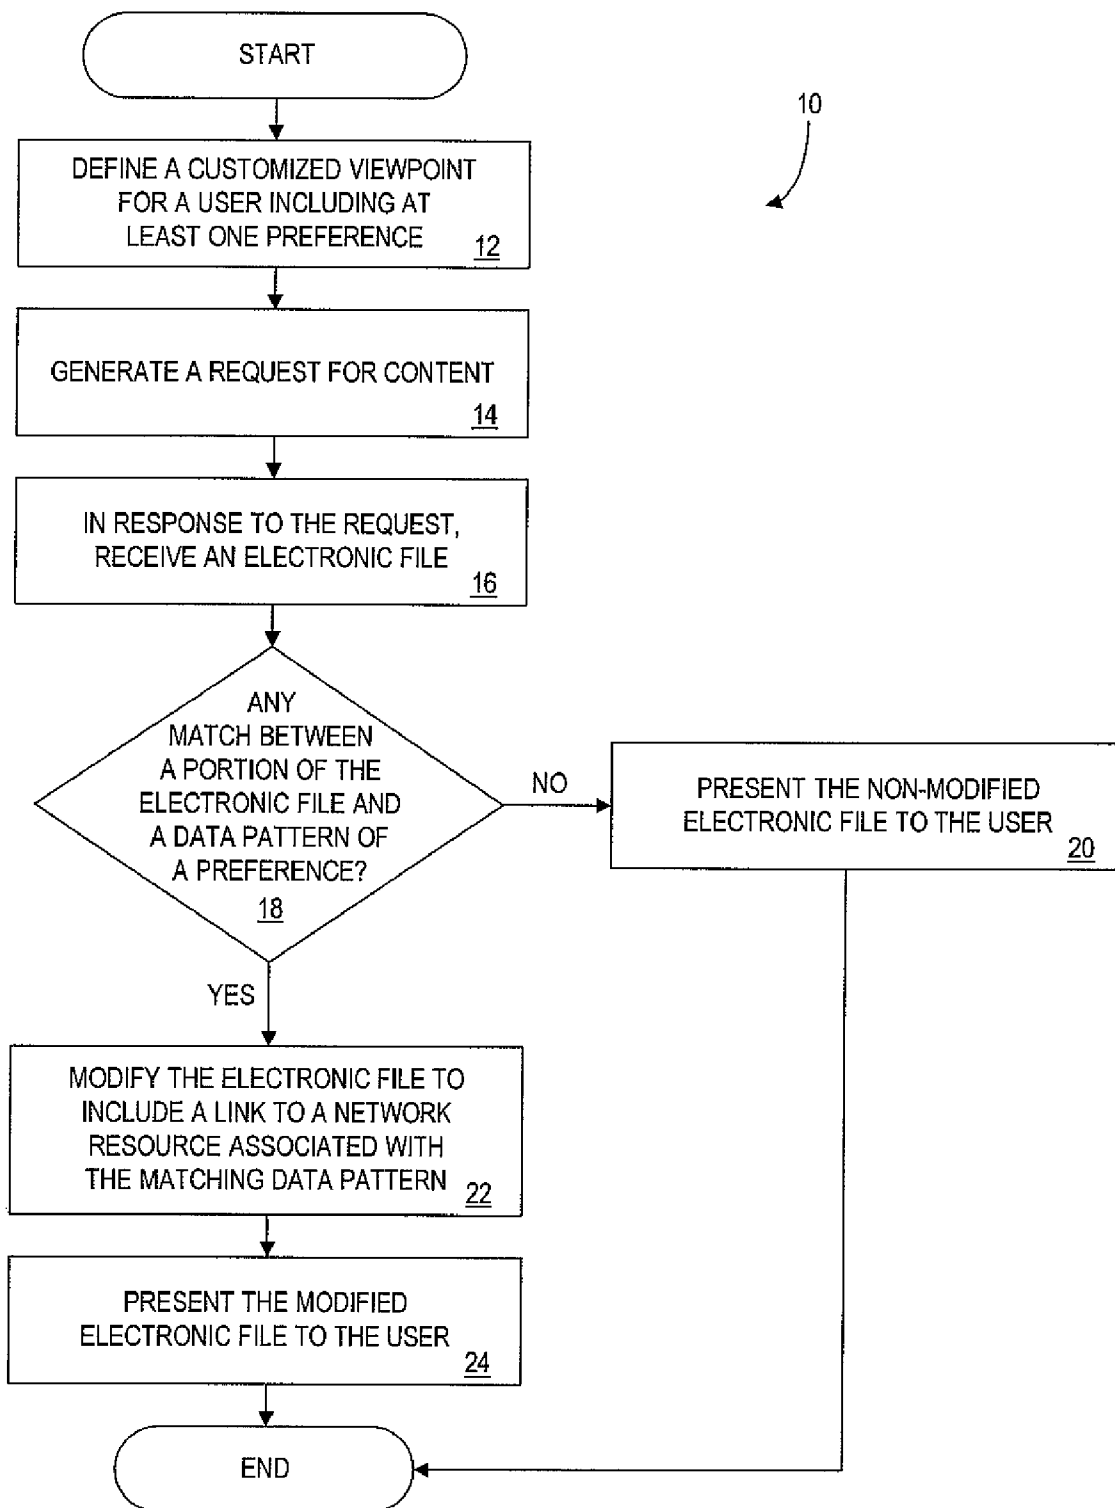 START
10
DEFINE A CUSTOMIZED VIEWPOINT
FOR A USER INCLUDING AT
LEAST ONE PREFERENCE
12
GENERATE A REQUEST FOR CONTENT
14
IN RESPONSE TO THE REQUEST,
RECEIVE AN ELECTRONIC FILE
16
ANY
MATCH BETWEEN
A PORTION OF THE
ELECTRONIC FILE AND
A DATA PATTERN OF
A PREFERENCE?
18
NO
PRESENT THE NON-MODIFIED
ELECTRONIC FILE TO THE USER
20
YES
MODIFY THE ELECTRONIC FILE TO
INCLUDE A LINK TO A NETWORK
RESOURCE ASSOCIATED WITH
THE MATCHING DATA PATTERN
22
PRESENT THE MODIFIED
ELECTRONIC FILE TO THE USER
24
END